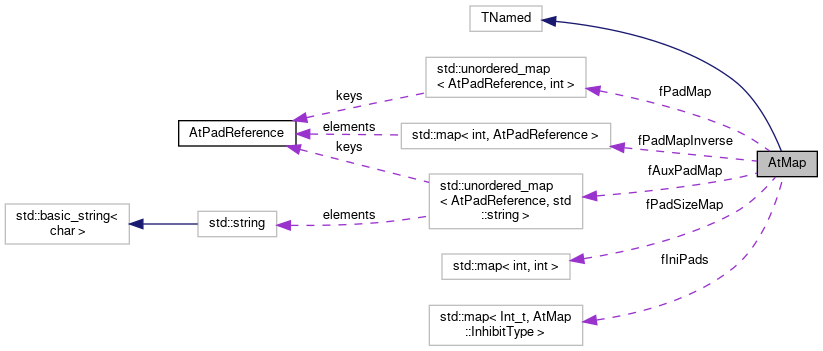 TNamed
std::unordered_map
< AtPadReference, int >
fPadMap
keys
AtPadReference
elements
std::map< int, AtPadReference >
fPadMapInverse
keys
AtMap
fAuxPadMap
std::unordered_map
< AtPadReference, std
::string >
fPadSizeMap
std::basic_string<
char >
std::string
elements
std::map< int, int >
fIniPads
std::map< Int_t, AtMap
::InhibitType >